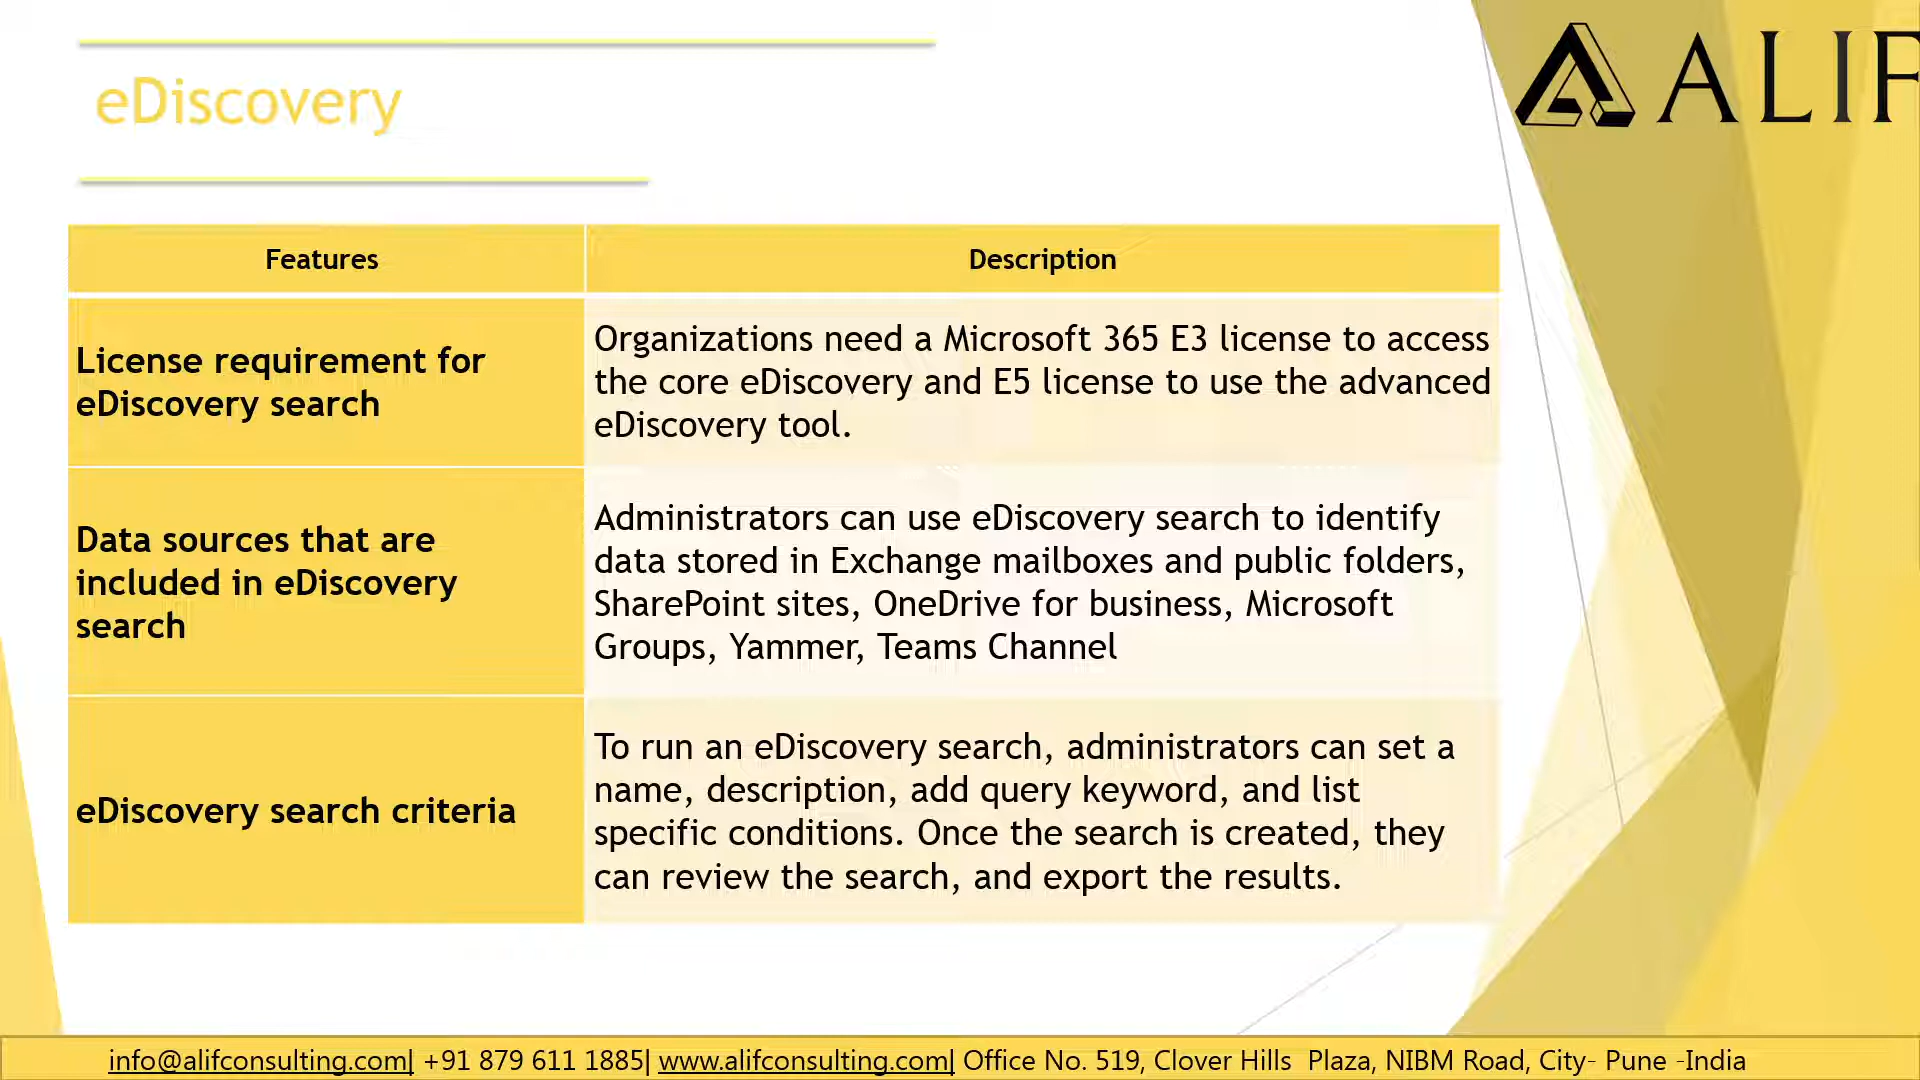 ALIF
eDiscovery
Features
Description
License requirement for
eDiscovery search
Organizations need a Microsoft 365 E3 license to access
the core eDiscovery and E5 license to use the advanced
eDiscovery tool.
Data sources that are
included in eDiscovery
search
Administrators can use eDiscovery search to identify
data stored in Exchange mailboxes and public folders,
SharePoint sites, OneDrive for business, Microsoft
Groups, Yammer, Teams Channel
eDiscovery search criteria
To run an eDiscovery search, administrators can set a
name, description, add query keyword, and list
specific conditions. Once the search is created, they
can review the search, and export the results.
info@alifconsulting.com| +91 879 611 1885| www.alifconsulting.com| Office No. 519, Clover Hills  Plaza, NIBM Road, City- Pune -India